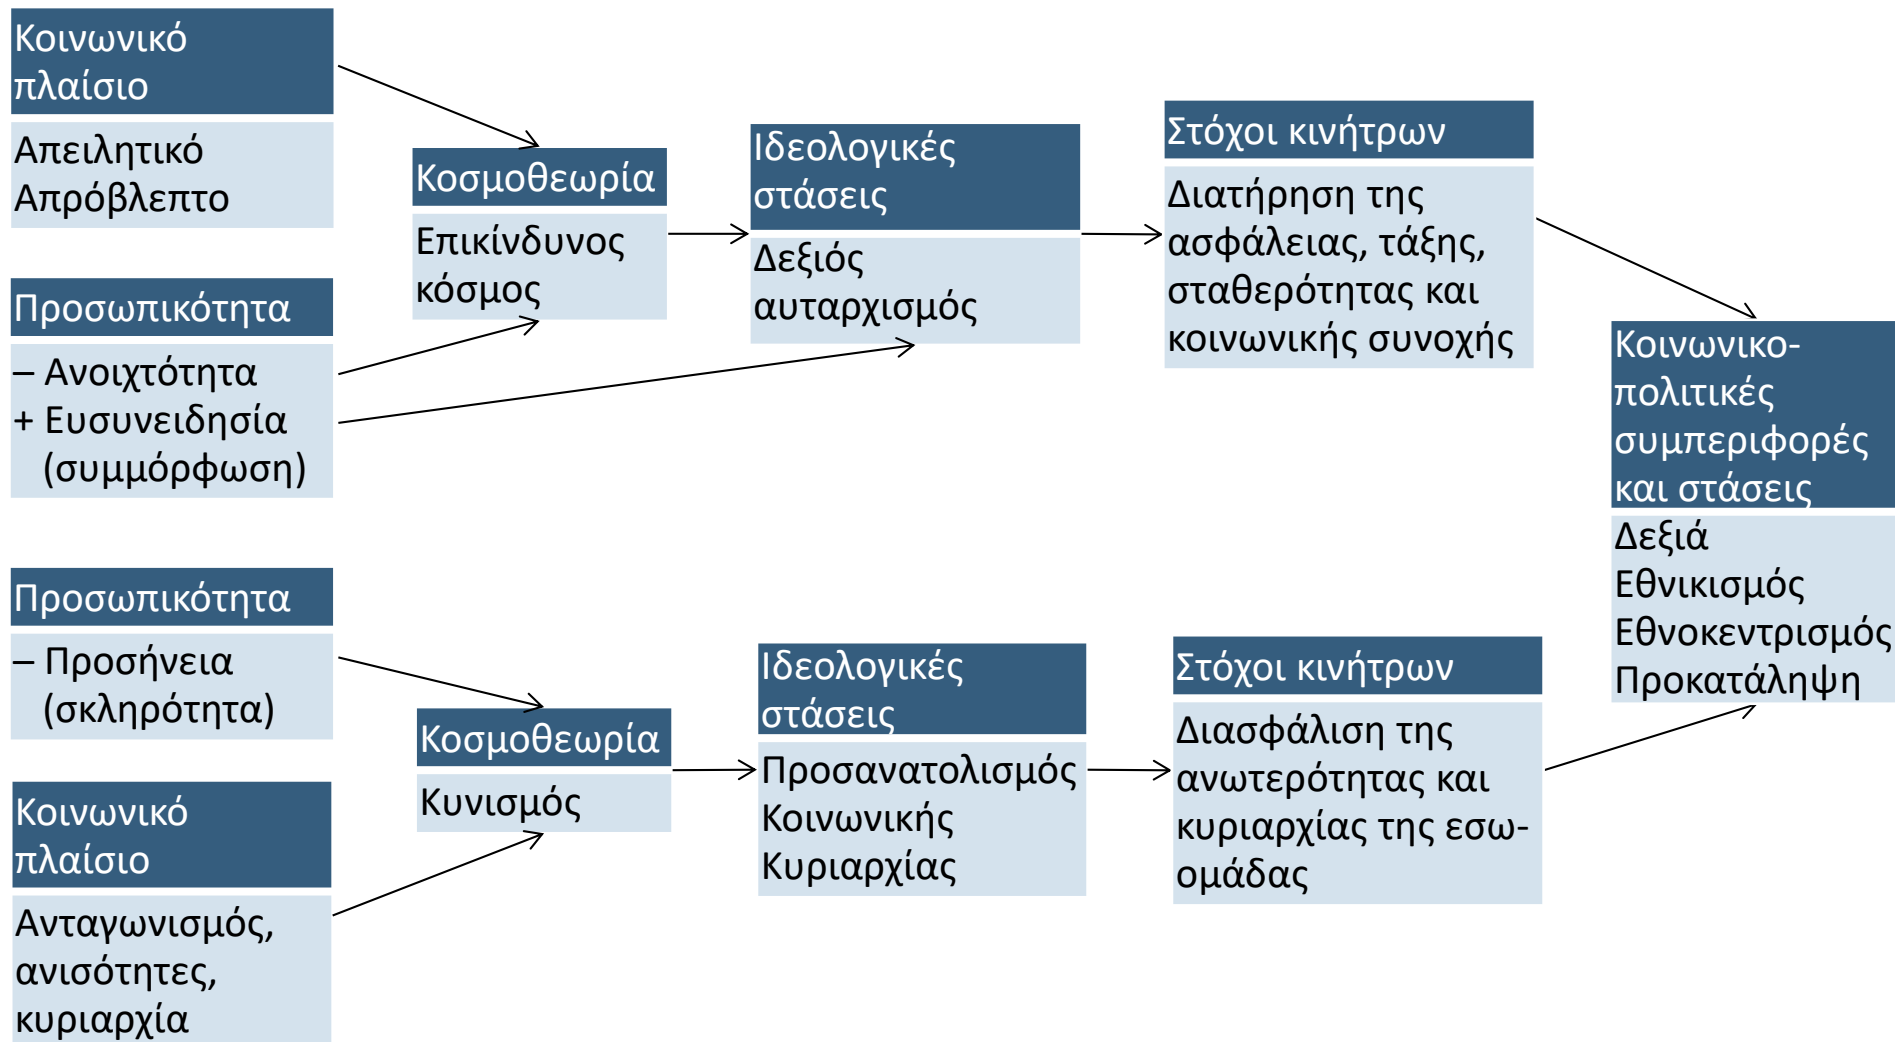 Κοινωνικό
πλαίσιο
Απειλητικό
Απρόβλεπτο
Προσωπικότητα
– Ανοιχτότητα
+ Ευσυνειδησία
(συμμόρφωση)
Κοσμοθεωρία
Επικίνδυνος
κόσμος
Ιδεολογικές
στάσεις
Δεξιός
αυταρχισμός
Στόχοι κινήτρων
Διατήρηση της
ασφάλειας, τάξης,
σταθερότητας και
κοινωνικής συνοχής
Προσωπικότητα
– Προσήνεια
(σκληρότητα)
Κοινωνικό
πλαίσιο
Ανταγωνισμός,
ανισότητες,
κυριαρχία
Κοσμοθεωρία
Κυνισμός
Ιδεολογικές
στάσεις
Προσανατολισμός
Κοινωνικής
Κυριαρχίας
Στόχοι κινήτρων
Διασφάλιση της
ανωτερότητας και
κυριαρχίας της εσω-
ομάδας
Κοινωνικο-
πολιτικές
συμπεριφορές
και στάσεις
Δεξιά
Εθνικισμός
Εθνοκεντρισμός
Προκατάληψη